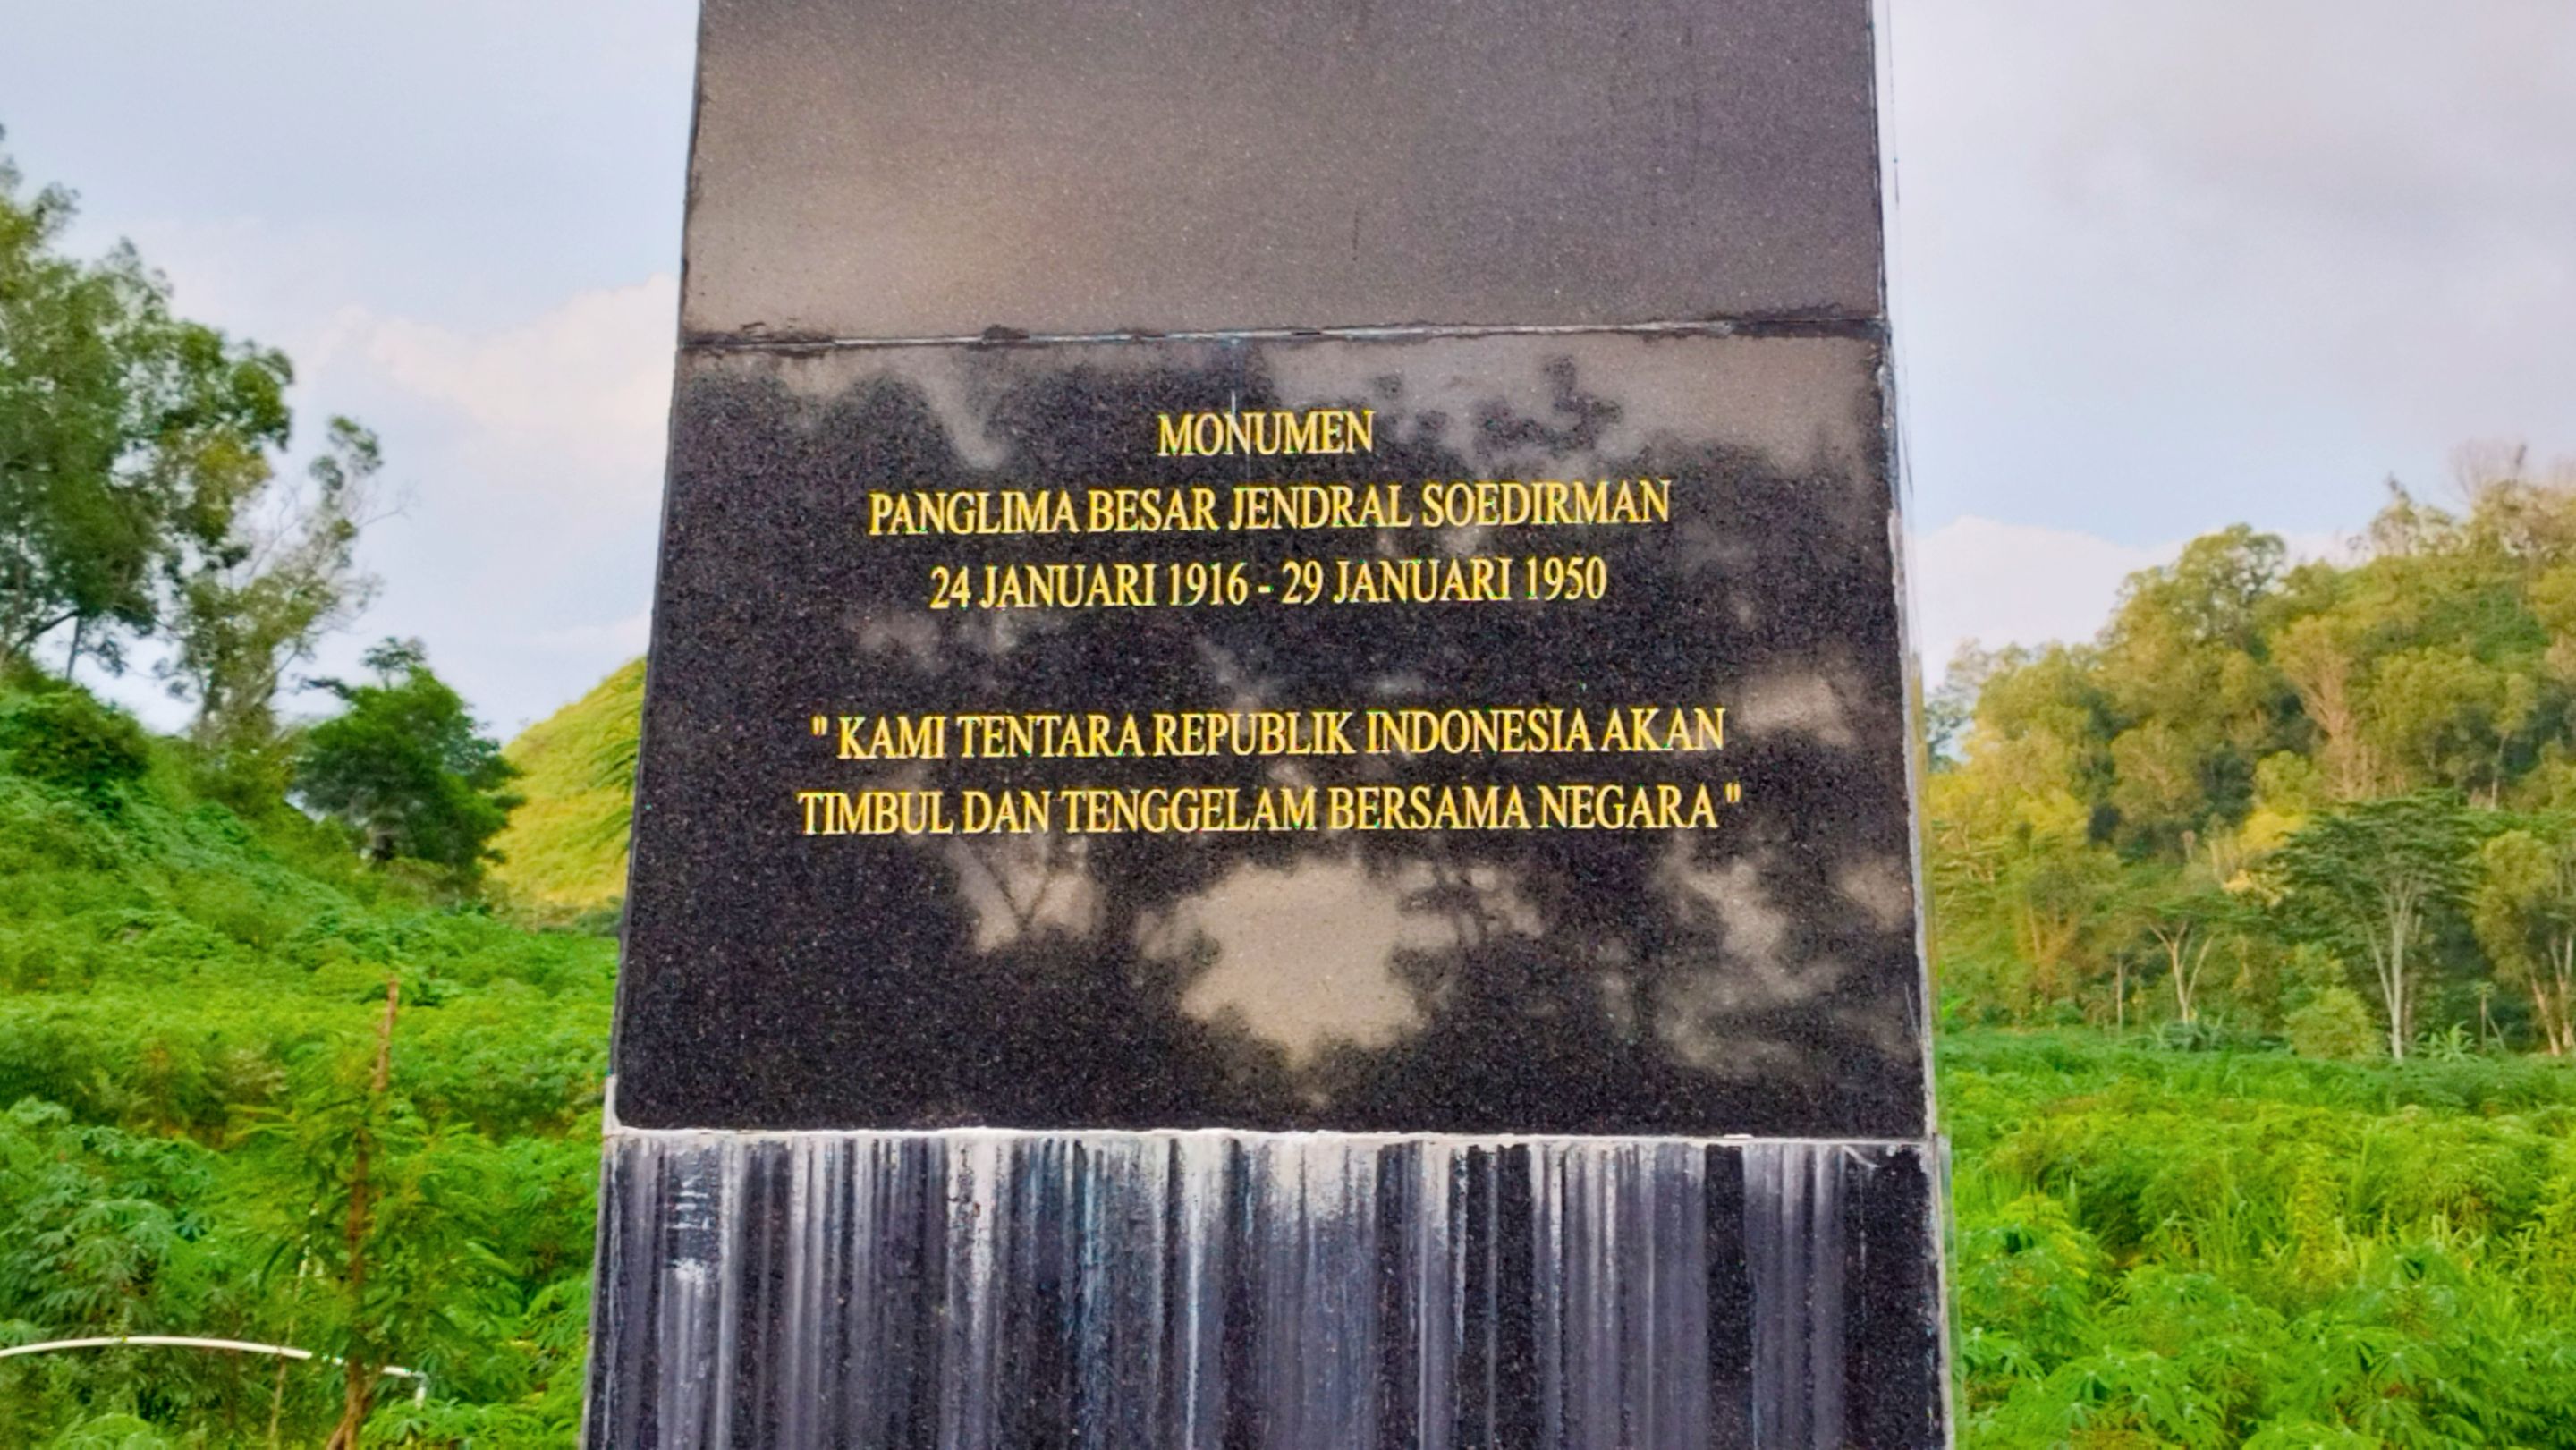 MONUMEN
PANGLIMA BESAR JENDRAL SOEDIRMAN
24 JANUARI 1916 - 29 JANUARI 1950
" KAMI TENTARA REPUBLIK INDONESIA AKAN
TIMBUL DAN TENGGELAM BERSAMA NEGARA "